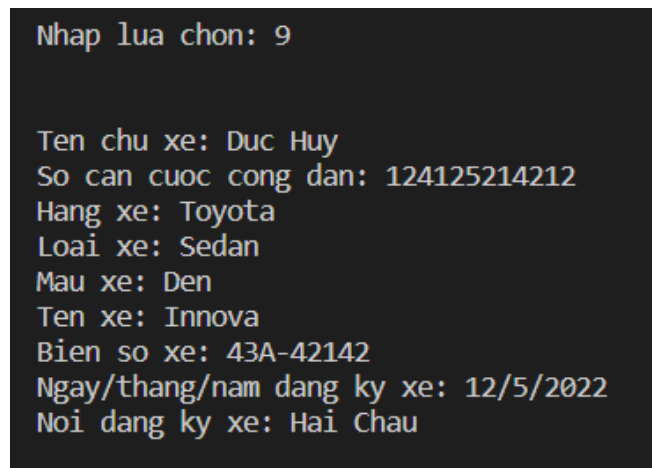 Nhap lua chon: 9
Ten chu xe: Duc Huy
So can cuoc cong dan: 124125214212
Hang xe: Toyota
Loai xe: Sedan
Mau xe: Den
Ten xe: Innova
Bien so xe: 43A-42142
Ngay/thang/nam dang ky xe: 12/5/2022
Noi dang ky xe: Hai Chau